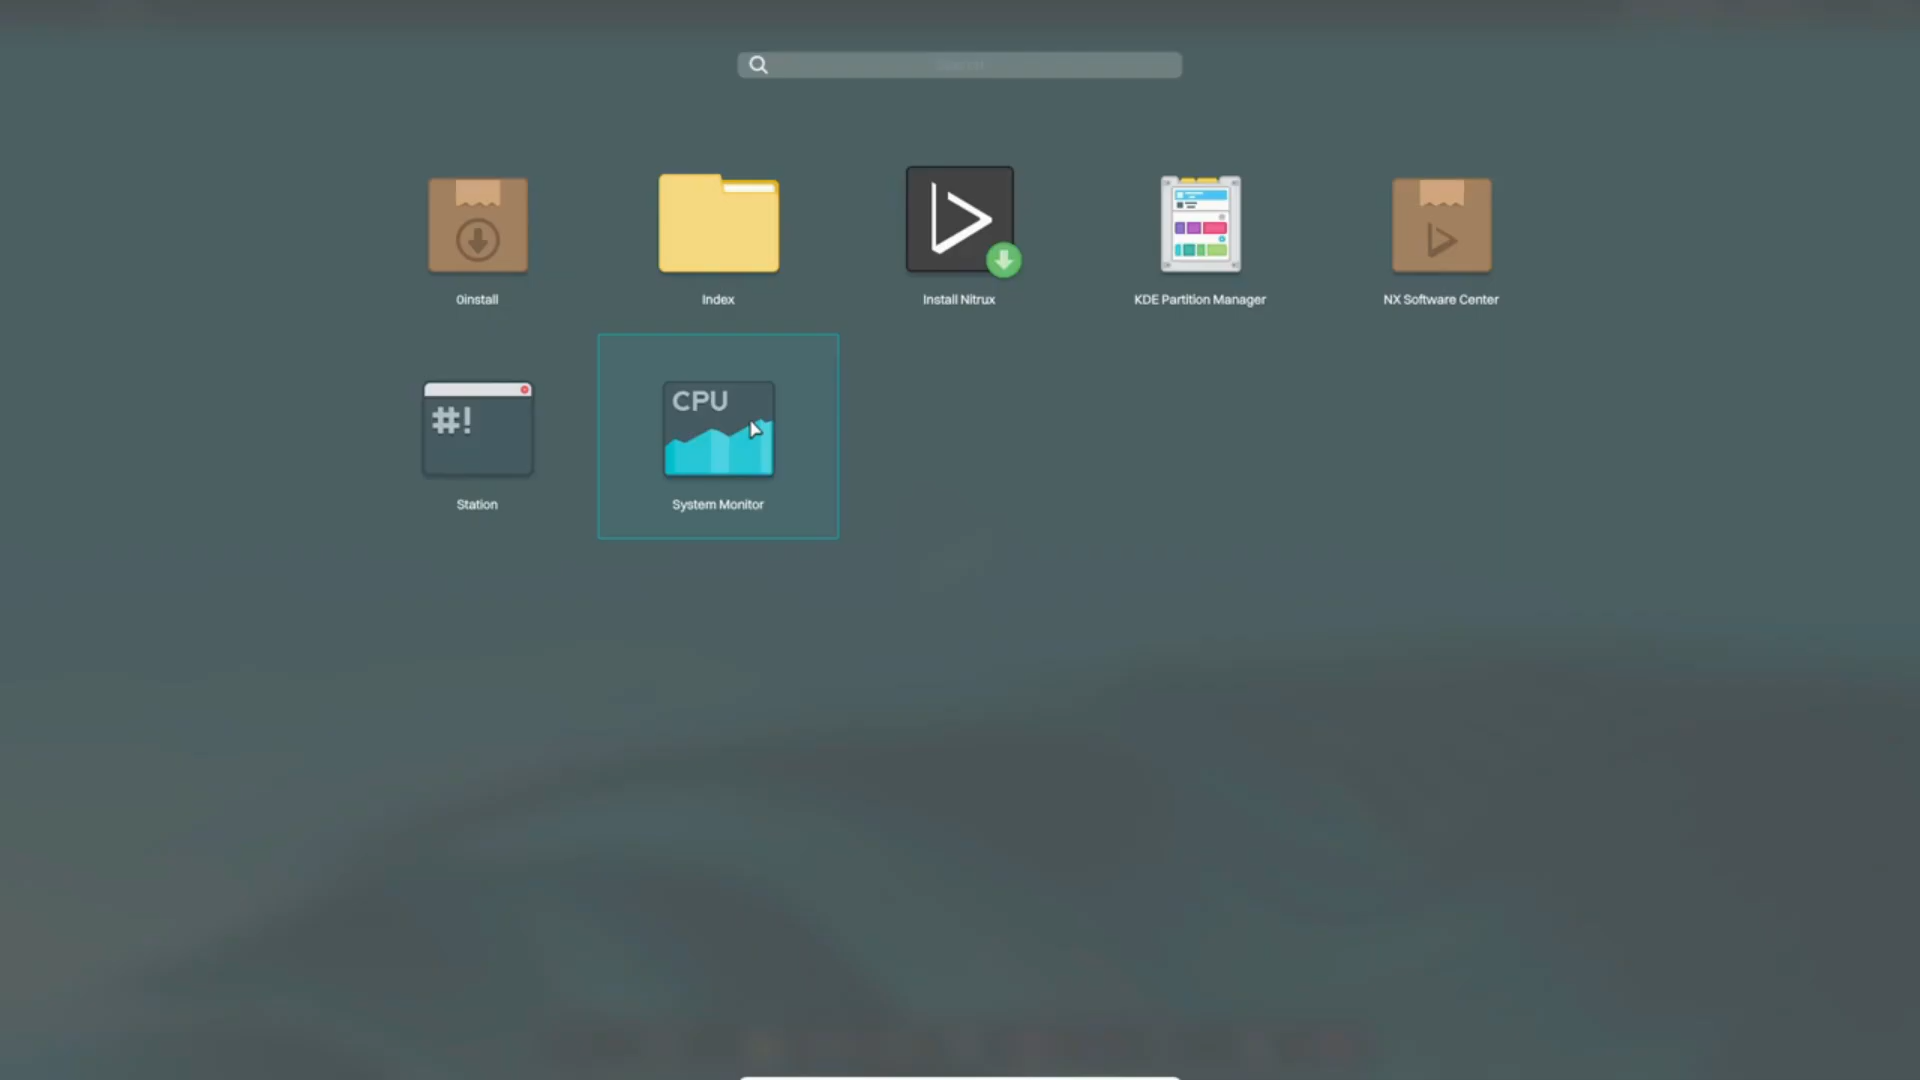 0install
Index
Install Nitrux
KDE Partition Manager
NX Software Center
#!
CPU
Station
System Monitor